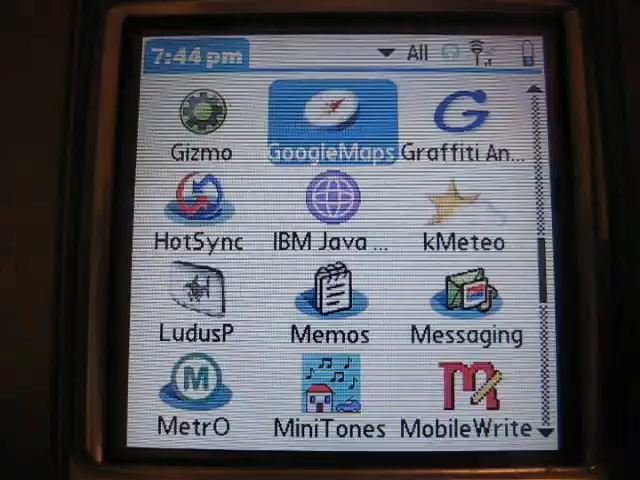 7:44 pm All
Gizmo GoogleMaps Graffiti An...
HotSync IBM Java ... kMeteo
LudusP Memos Messaging
M
MetrO MiniTones MobileWrite